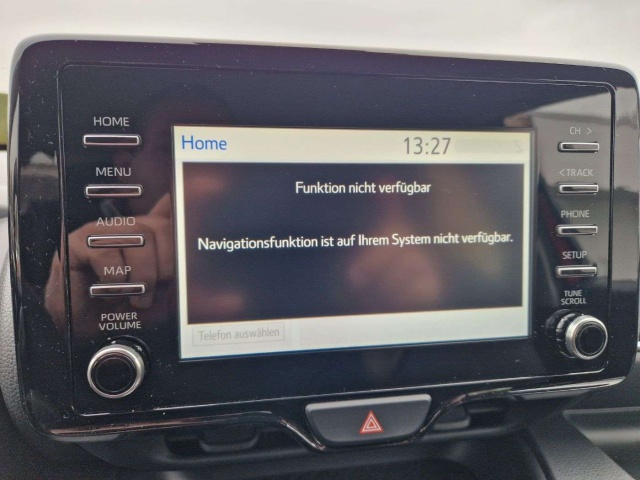 HOME
MENU
AUDIO
MAP
POWER
VOLUME
Home
13:27
Funktion nicht verfügbar
Navigationsfunktion ist auf Ihrem System nicht verfügbar.
Telefon auswählen
CH >
< TRACK
PHONE
SETUP
TUNE
SCROLL